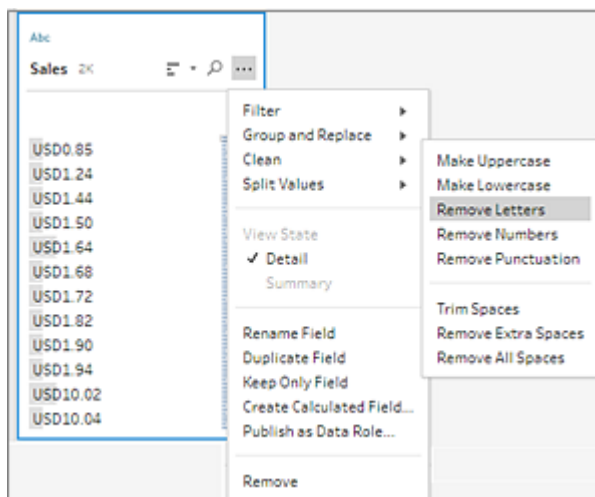 Abc
Sales 2K
USD0.85
USD1.24
USD1.44
USD1.50
USD1.64
USD1.68
USD1.72
USD1.82
USD1.90
USD1.94
USD10.02
USD10.04
Filter
Group and Replace
Clean
Split Values
View State
✓ Detail
Summary
Rename Field
Duplicate Field
Keep Only Field
Create Calculated Field...
Publish as Data Role...
Remove
Make Uppercase
Make Lowercase
Remove Letters
Remove Numbers
Remove Punctuation
Trim Spaces
Remove Extra Spaces
Remove All Spaces